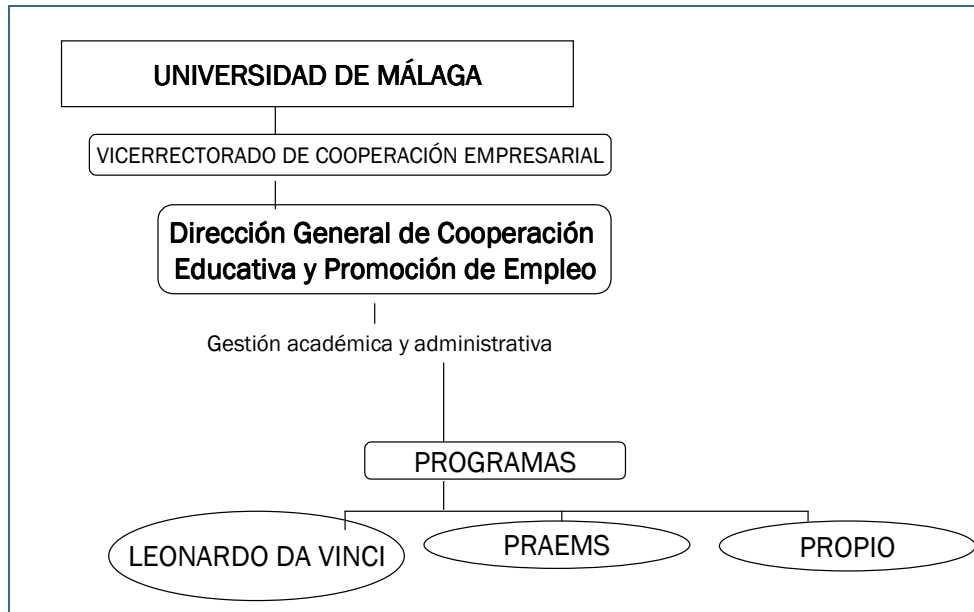 UNIVERSIDAD DE MÁLAGA
VICERRECTORADO DE COOPERACIÓN EMPRESARIAL
Dirección General de Cooperación
Educativa y Promoción de Empleo
Gestión académica y administrativa
PROGRAMAS
LEONARDO DA VINCI
PRAEMS
PROPIO